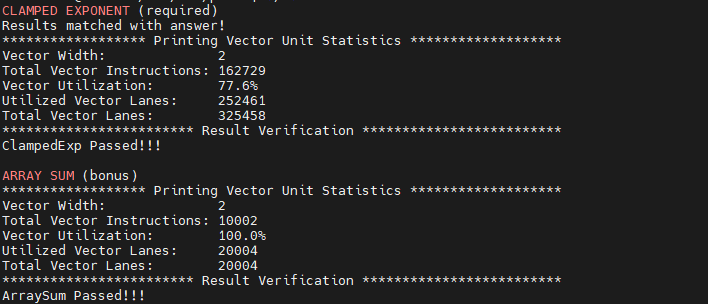 CLAMPED EXPONENT (required)
Results matched with answer!
****************** Printing Vector Unit Statistics *******************
Vector Width:              2
Total Vector Instructions: 162729
Vector Utilization:        77.6%
Utilized Vector Lanes:     252461
Total Vector Lanes:        325458
************************ Result Verification *************************
ClampedExp Passed!!!

ARRAY SUM (bonus)
****************** Printing Vector Unit Statistics *******************
Vector Width:              2
Total Vector Instructions: 10002
Vector Utilization:        100.0%
Utilized Vector Lanes:     20004
Total Vector Lanes:        20004
************************ Result Verification *************************
ArraySum Passed!!!